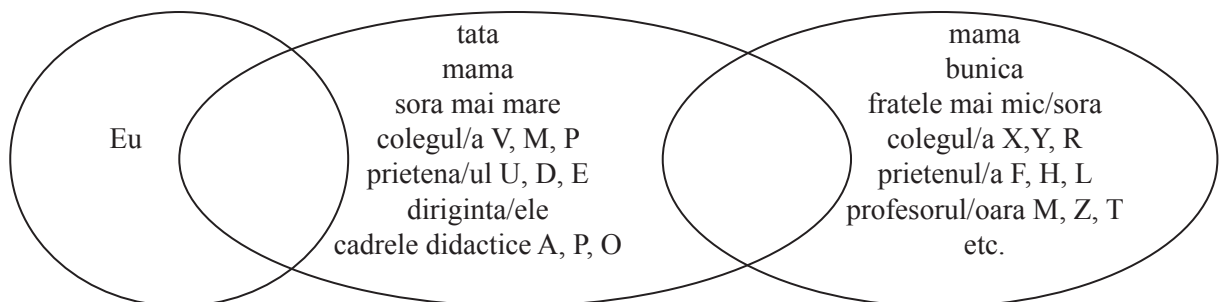 Eu
tata
mama
sora mai mare
colegul/a V, M, P
prietena/ul U, D, E
diriginta/ele
cadrele didactice A, P, O
mama
bunica
fratele mai mic/sora
colegul/a X,Y, R
prietenul/a F, H, L
profesorul/oara M, Z, T
etc.